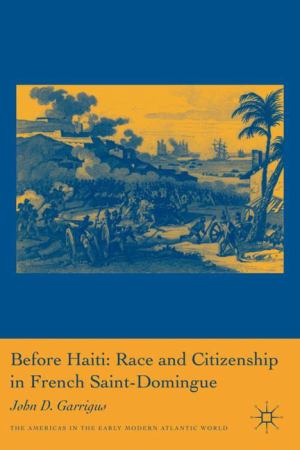 Before Haiti: Race and Citizenship
in French Saint-Domingue
John D. Garrigus
THE AMERICAS IN THE EARLY MODERN ATLANTIC WORLD